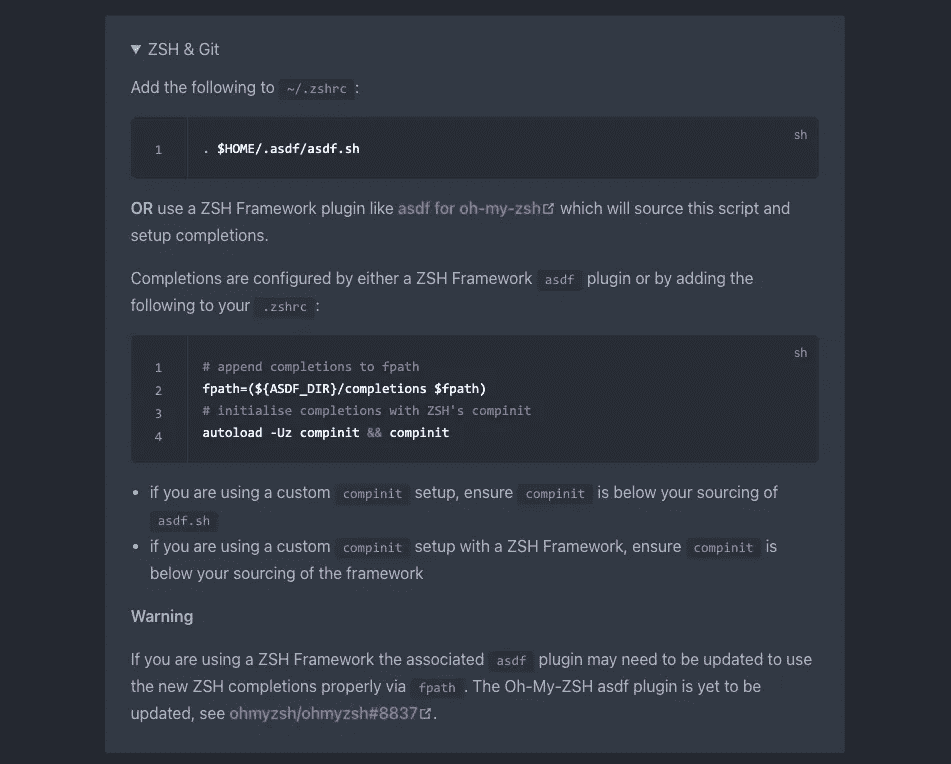 ▼ ZSH & Git
Add the following to ~/.zshrc :
sh
1 . $HOME/.asdf/asdf.sh
OR use a ZSH Framework plugin like asdf for oh-my-zsh which will source this script and
setup completions.
Completions are configured by either a ZSH Framework asdf plugin or by adding the
following to your .zshrc :
sh
1 # append completions to fpath
2 fpath=(${ASDF_DIR}/completions $fpath)
3 # initialise completions with ZSH's compinit
4 autoload -Uz compinit && compinit
• if you are using a custom compinit setup, ensure compinit is below your sourcing of
asdf.sh
• if you are using a custom compinit setup with a ZSH Framework, ensure compinit is
below your sourcing of the framework
Warning
If you are using a ZSH Framework the associated asdf plugin may need to be updated to use
the new ZSH completions properly via fpath . The Oh-My-ZSH asdf plugin is yet to be
updated, see ohmyzsh/ohmyzsh#8837 .